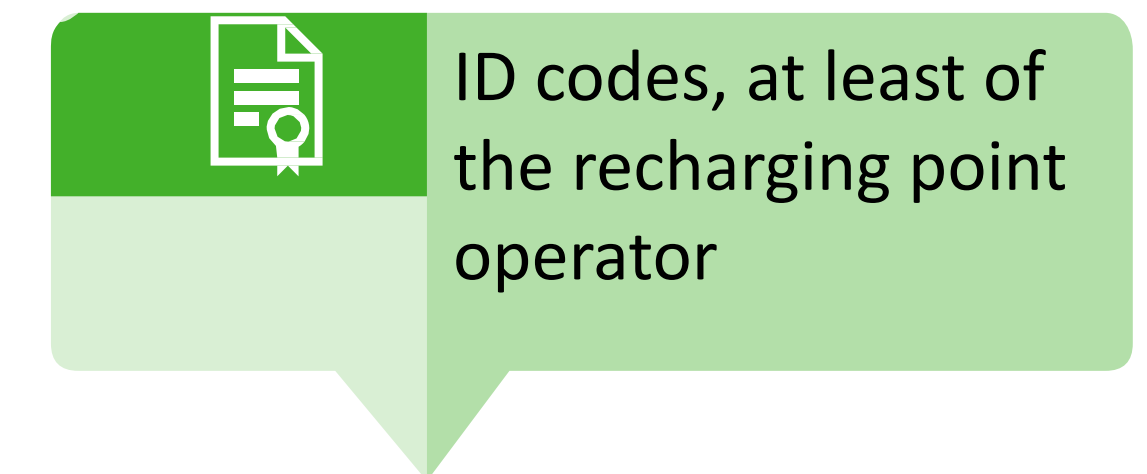 ID codes, at least of
the recharging point
operator